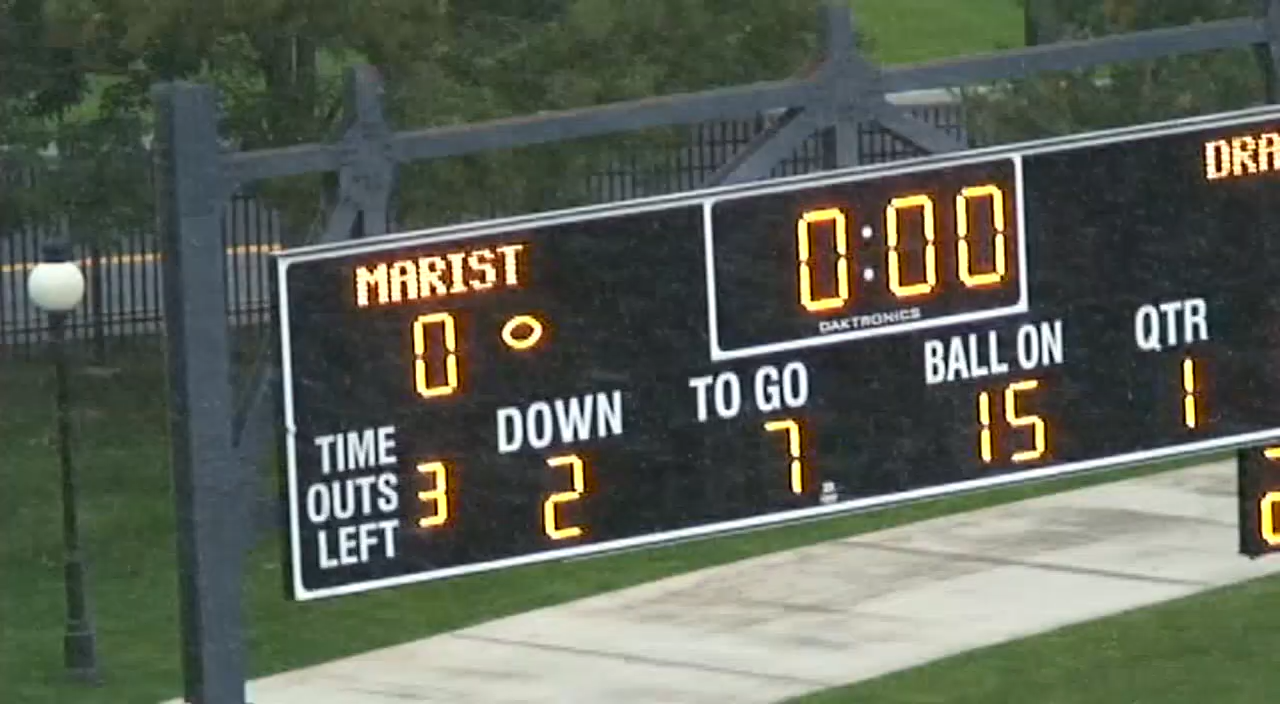 MARIST
DRA
0:00
DAKTRONICS
0
DOWN
TO GO
BALL ON
QTR
TIME
OUTS
LEFT
3
2
7
15
1